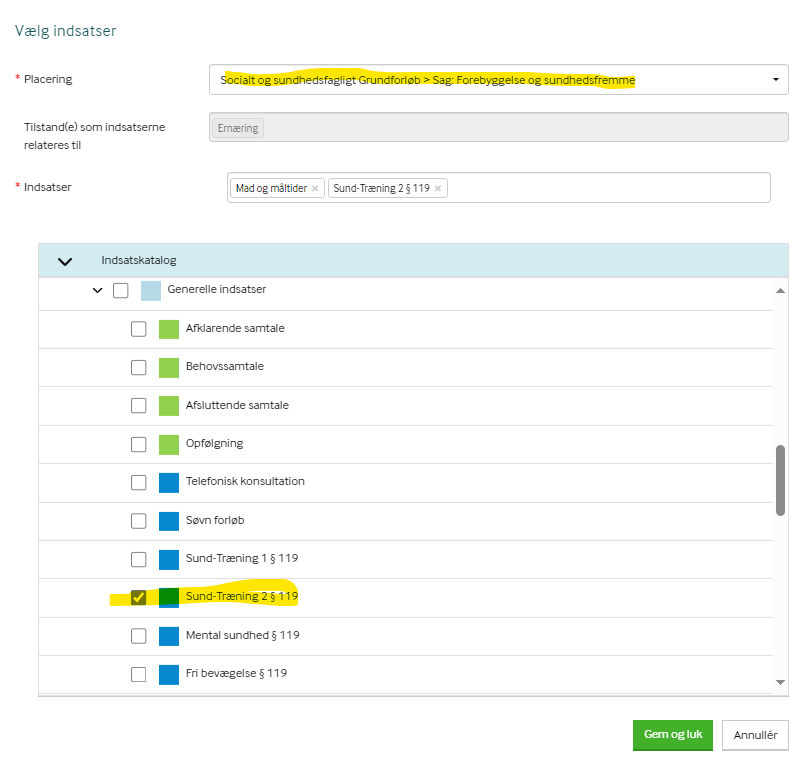 Vælg indsatser
* Placering
Socialt og sundhedsfagligt Grundforløb > Sag: Forebyggelse og sundhedsfremme
Tilstand(e) som indsatserne
relateres til
Ernæring
* Indsatser
Mad og måltider × Sund-Træning 2 § 119 ×
Indsatskatalog
Generelle indsatser
Afklarende samtale
Behovssamtale
Afsluttende samtale
Opfølgning
Telefonisk konsultation
Søvn forløb
Sund-Træning 1 § 119
Sund-Træning 2 § 119
Mental sundhed § 119
Fri bevægelse § 119
Gem og luk Annullér